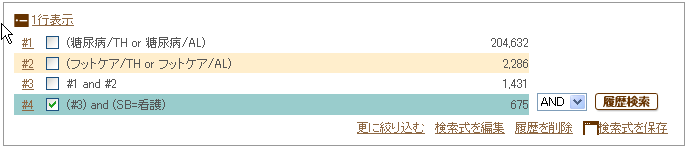 1行表示
#1 (糖尿病/TH or 糖尿病/AL) 204,632
#2 (フットケア/TH or フットケア/AL) 2,286
#3 #1 and #2 1,431
#4 (#3) and (SB=看護) 675 AND 履歴検索
更に絞り込む 検索式を編集 履歴を削除 検索式を保存